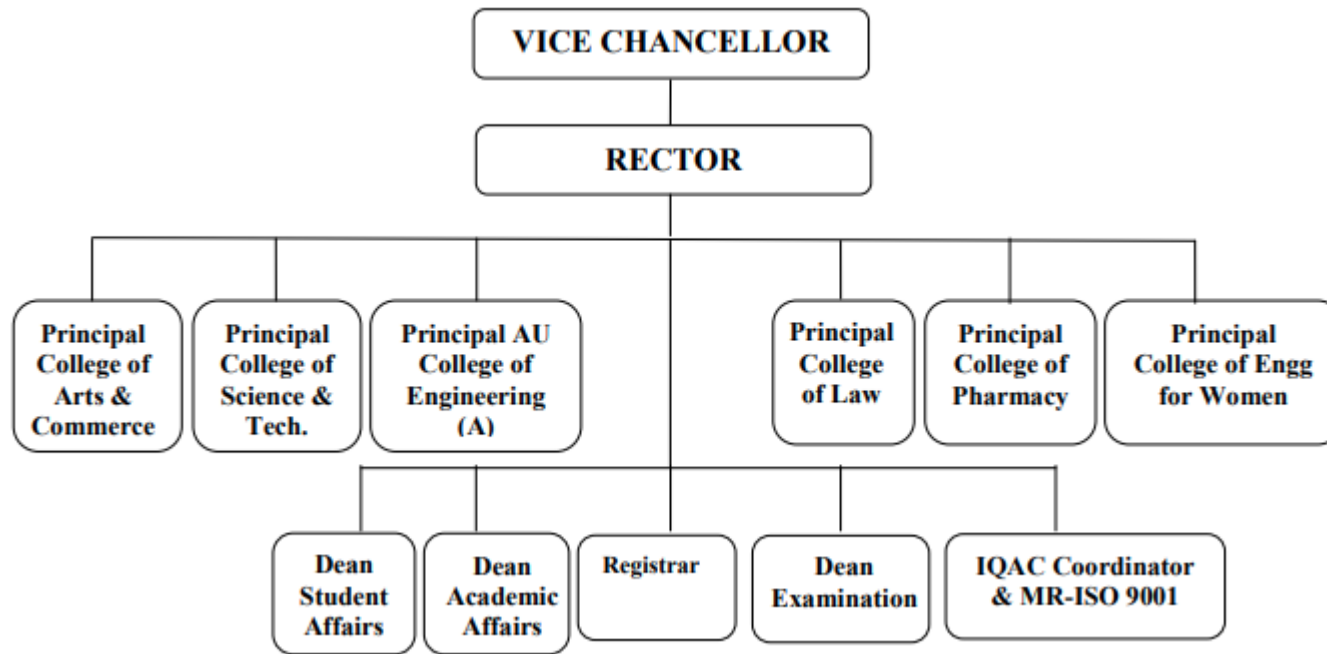 VICE CHANCELLOR
RECTOR
Principal
College of
Arts &
Commerce
Principal
College of
Science &
Tech.
Principal AU
College of
Engineering
(A)
Principal
College
of Law
Principal
College of
Pharmacy
Principal
College of Engg
for Women
Dean
Student
Affairs
Dean
Academic
Affairs
Registrar
Dean
Examination
IQAC Coordinator
& MR-ISO 9001